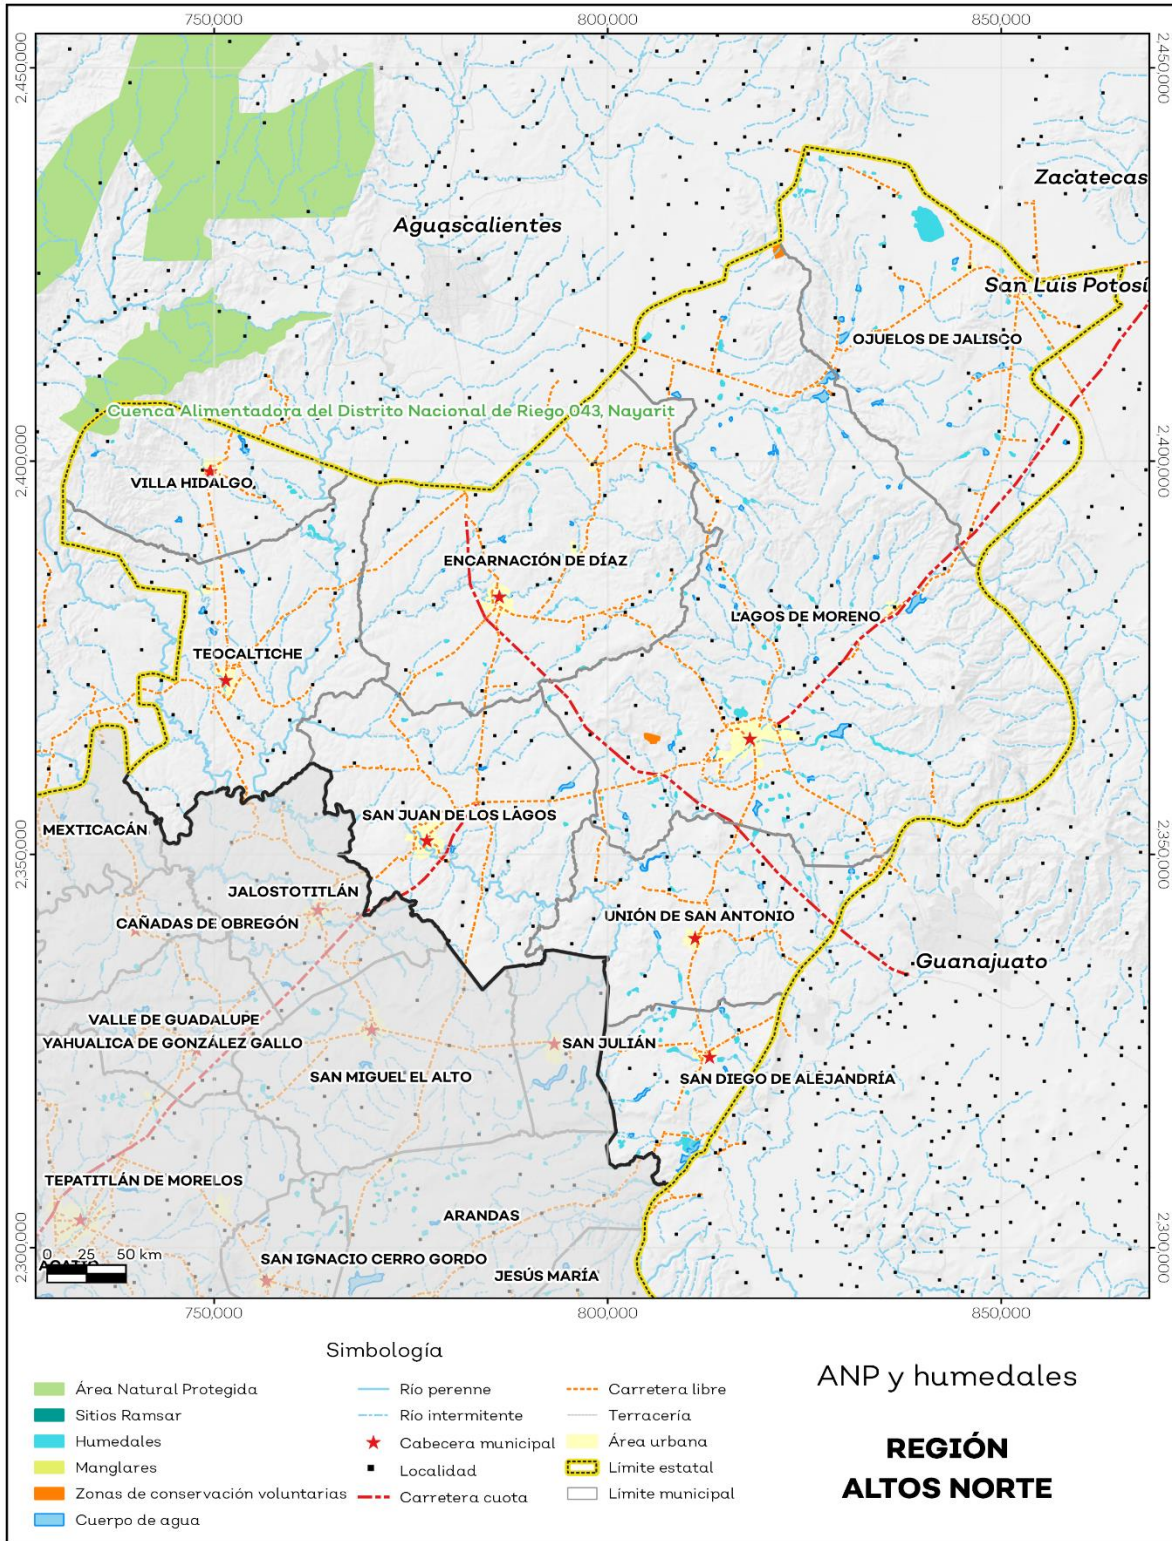 750,000
800,000
850,000
2,450,000
2,450,000
Zacatecas
Aguascalientes
San Luis Potosí
OJUELOS DE JALISCO
Cuenca Alimentadora del Distrito Nacional de Riego 043, Nayarit
2,400,000
2,400,000
VILLA HIDALGO
ENCARNACIÓN DE DÍAZ
LAGOS DE MORENO
TEOCALTICHE
SAN JUAN DE LOS LAGOS
MEXTICACÁN
2,350,000
2,350,000
JALOSTOTITLÁN
CAÑADAS DE OBREGÓN
UNIÓN DE SAN ANTONIO
Guanajuato
VALLE DE GUADALUPE
YAHUALICA DE GONZÁLEZ GALLO
SAN JULIÁN
SAN MIGUEL EL ALTO
SAN DIEGO DE ALEJANDRÍA
TEPATITLÁN DE MORELOS
ARANDAS
2,300,000
2,300,000
0 25 50 km
SAN IGNACIO CERRO GORDO
JESÚS MARÍA
750,000
800,000
850,000
Simbología
Área Natural Protegida
Sitios Ramsar
Humedales
Manglares
Zonas de conservación voluntarias
Cuerpo de agua
Río perenne
Río intermitente
Cabecera municipal
Localidad
Carretera cuota
Carretera libre
Terracería
Área urbana
Límite estatal
Límite municipal
ANP y humedales
REGIÓN
ALTOS NORTE